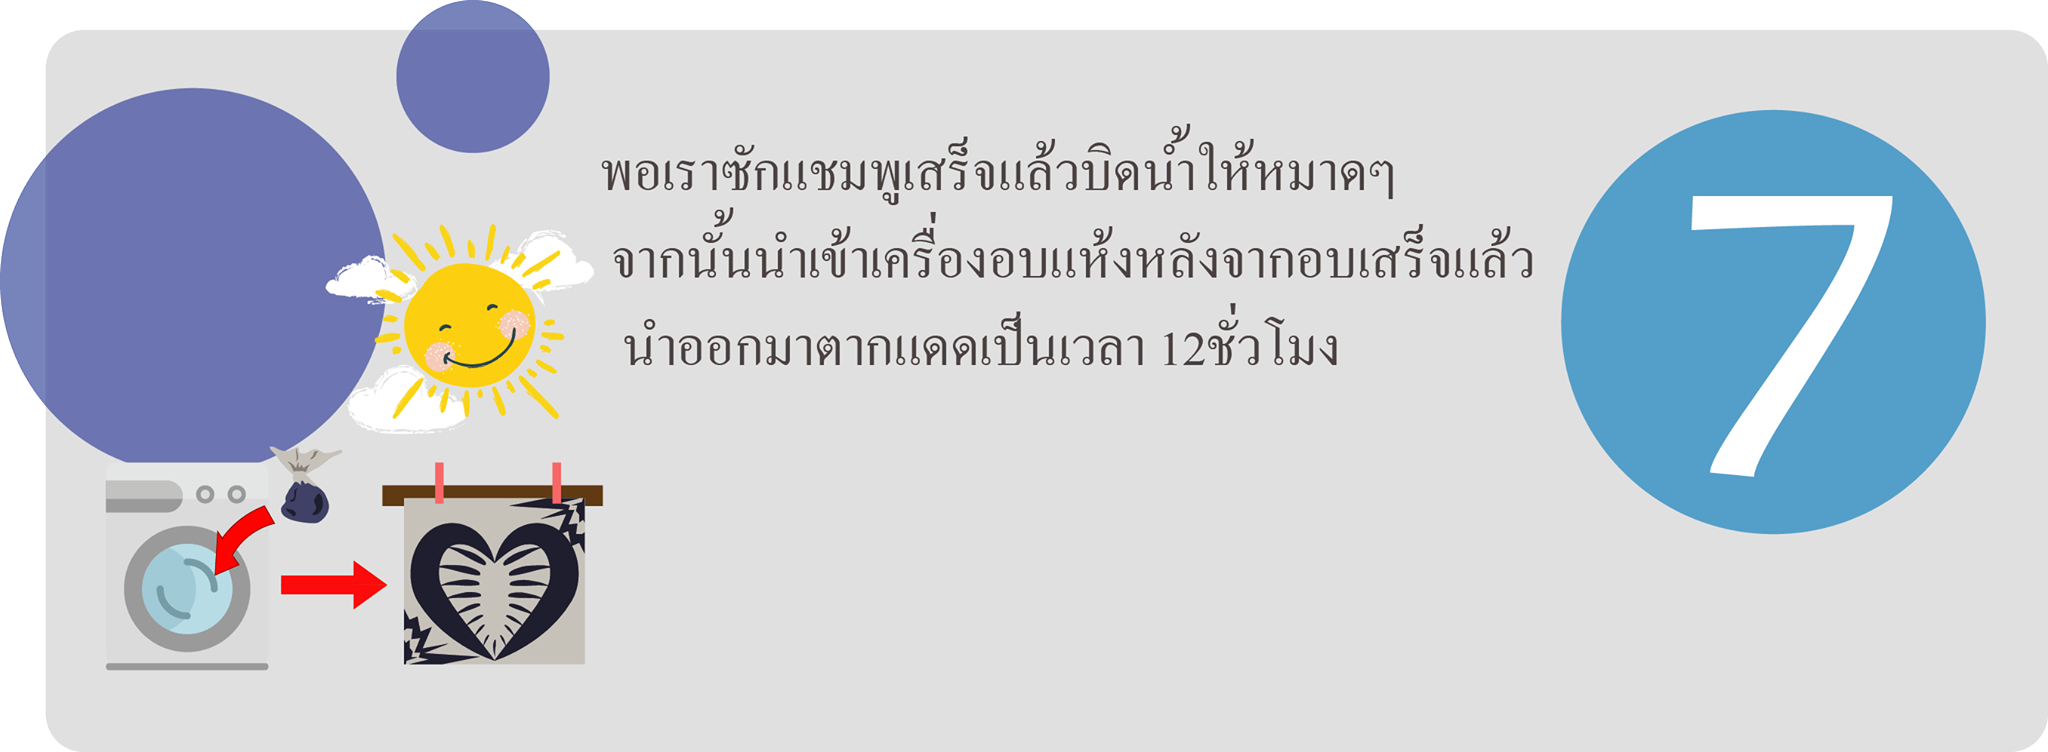 พอเราซักแชมพูเสร็จแล้วบิดน้ำให้หมาดๆ
จากนั้นนำเข้าเครื่องอบแห้งหลังจากอบเสร็จแล้ว
นำออกมาตากแดดเป็นเวลา 12ชั่วโมง
7